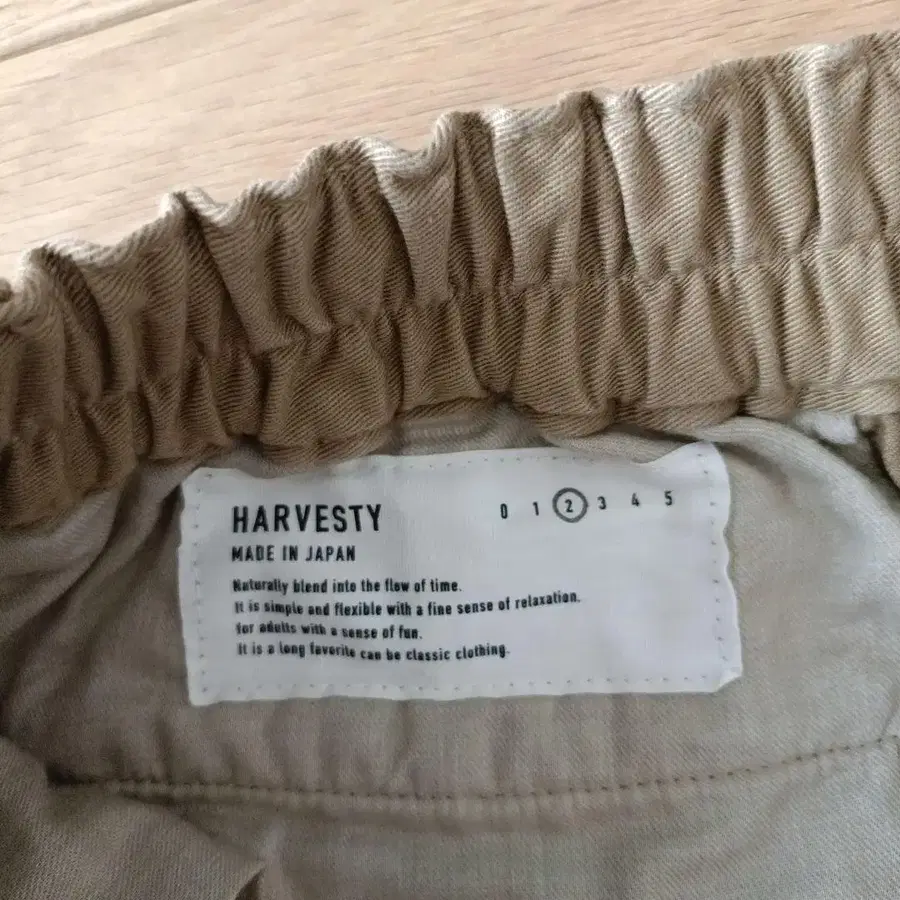 HARVESTY
0 1 2 3 4 5
MADE IN JAPAN
Naturally blend into the flow of time.
It is simple and flexible with a fine sense of relaxation.
for adults with a sense of fun.
It is a long favorite can be classic clothing.